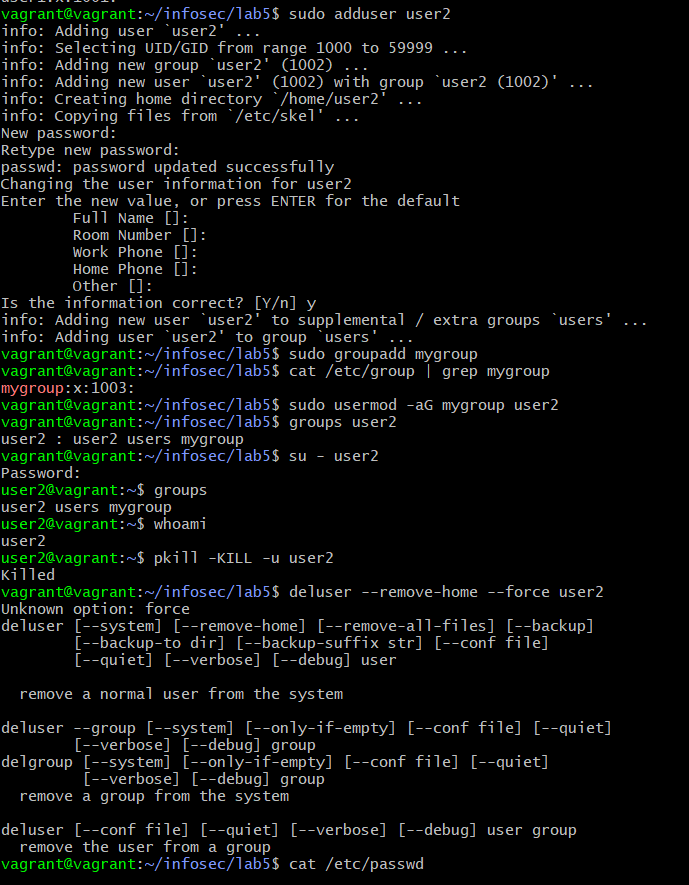 vagrant@vagrant:~/infosec/lab5$ sudo adduser user2
info: Adding user `user2' ...
info: Selecting UID/GID from range 1000 to 59999 ...
info: Adding new group `user2' (1002) ...
info: Adding new user `user2' (1002) with group `user2 (1002)' ...
info: Creating home directory `/home/user2' ...
info: Copying files from `/etc/skel' ...
New password:
Retype new password:
passwd: password updated successfully
Changing the user information for user2
Enter the new value, or press ENTER for the default
        Full Name []:
        Room Number []:
        Work Phone []:
        Home Phone []:
        Other []:
Is the information correct? [Y/n] y
info: Adding new user `user2' to supplemental / extra groups `users' ...
info: Adding user `user2' to group `users' ...
vagrant@vagrant:~/infosec/lab5$ sudo groupadd mygroup
vagrant@vagrant:~/infosec/lab5$ cat /etc/group | grep mygroup
mygroup:x:1003:
vagrant@vagrant:~/infosec/lab5$ sudo usermod -aG mygroup user2
vagrant@vagrant:~/infosec/lab5$ groups user2
user2 : user2 users mygroup
vagrant@vagrant:~/infosec/lab5$ su - user2
Password:
user2@vagrant:~$ groups
user2 users mygroup
user2@vagrant:~$ whoami
user2
user2@vagrant:~$ pkill -KILL -u user2
Killed
vagrant@vagrant:~/infosec/lab5$ deluser --remove-home --force user2
Unknown option: force
deluser [--system] [--remove-home] [--remove-all-files] [--backup]
        [--backup-to dir] [--backup-suffix str] [--conf file]
        [--quiet] [--verbose] [--debug] user

  remove a normal user from the system

deluser --group [--system] [--only-if-empty] [--conf file] [--quiet]
        [--verbose] [--debug] group
delgroup [--system] [--only-if-empty] [--conf file] [--quiet]
         [--verbose] [--debug] group
  remove a group from the system

deluser [--conf file] [--quiet] [--verbose] [--debug] user group
  remove the user from a group
vagrant@vagrant:~/infosec/lab5$ cat /etc/passwd